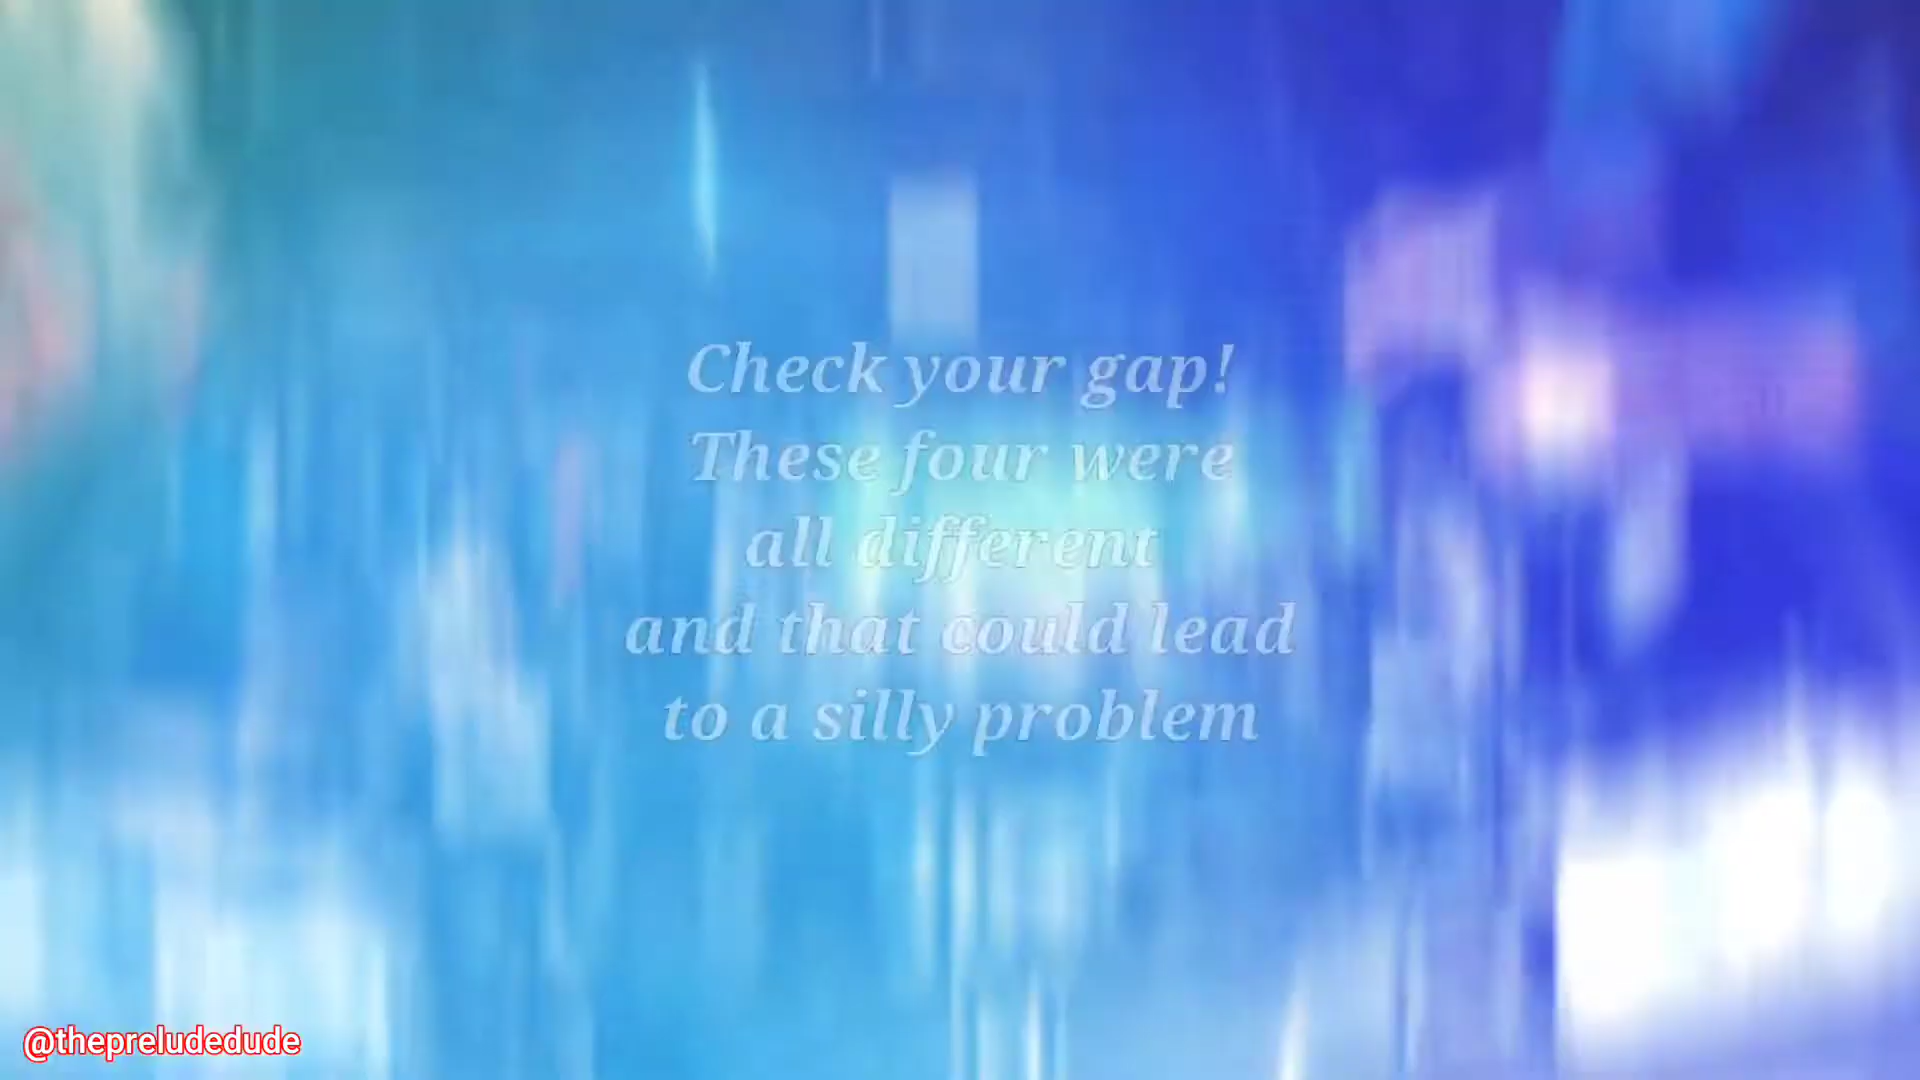 Check your gap!
These four were
all different
and that could lead
to a silly problem
@thepreludedude